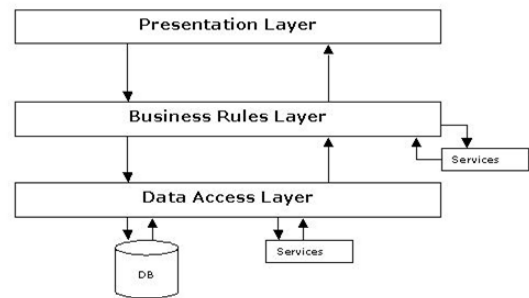 Presentation Layer
Business Rules Layer
Services
Data Access Layer
DB
Services